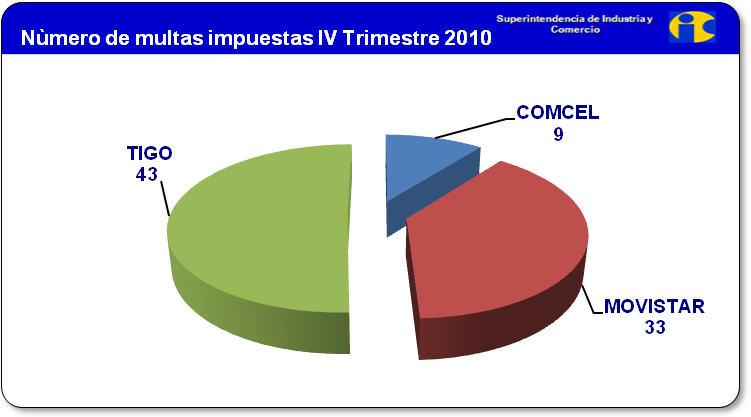 Nùmero de multas impuestas IV Trimestre 2010
Superintendencia de Industria y
Comercio
COMCEL
9
TIGO
43
MOVISTAR
33